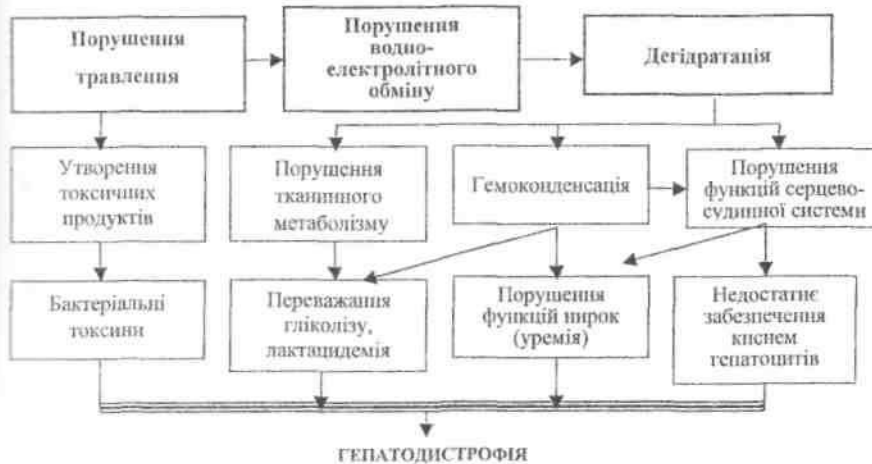 Порушення
травлення
Порушення
водно-
електролітного
обміну
Дегідратація
Утворення
токсичних
продуктів
Порушення
тканинного
метаболізму
Гемоконденсація
Порушення
функцій серцево-
судинної системи
Бактеріальні
токсини
Переважання
гліколізу,
лактацидемія
Порушення
функцій нирок
(уремія)
Недостатнє
забезпечення
киснем
гепатоцитів
ГЕПАТОДИСТРОФІЯ